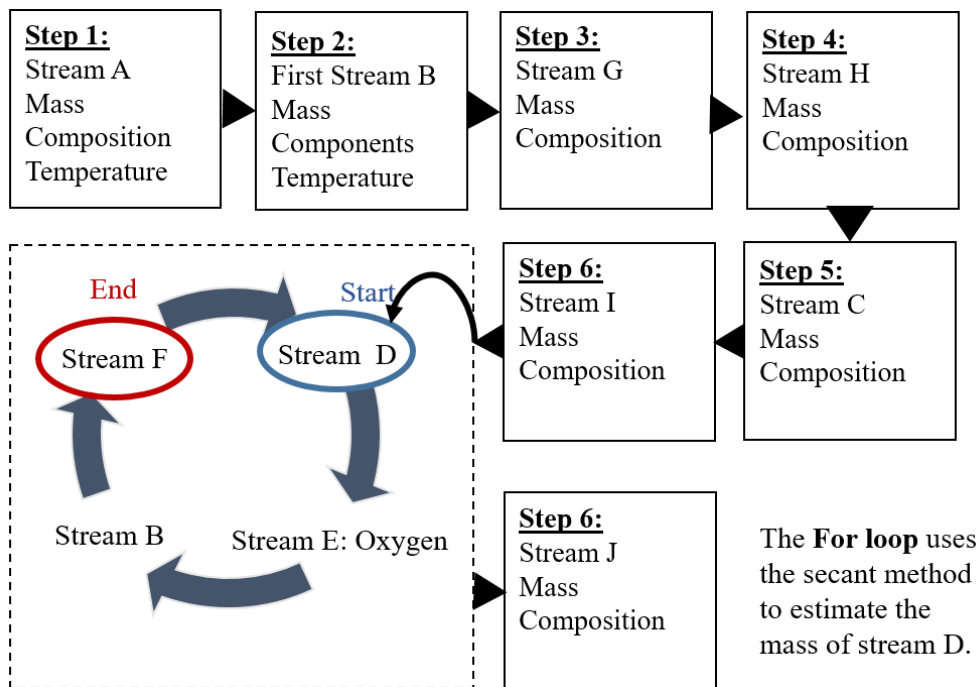 Step 1:
Stream A
Mass
Composition
Temperature
Step 2:
First Stream B
Mass
Components
Temperature
Step 3:
Stream G
Mass
Composition
Step 4:
Stream H
Mass
Composition
Step 5:
Stream C
Mass
Composition
Step 6:
Stream I
Mass
Composition
End
Start
Stream F
Stream D
Stream B
Stream E: Oxygen
Step 6:
Stream J
Mass
Composition
The For loop uses
the secant method
to estimate the
mass of stream D.